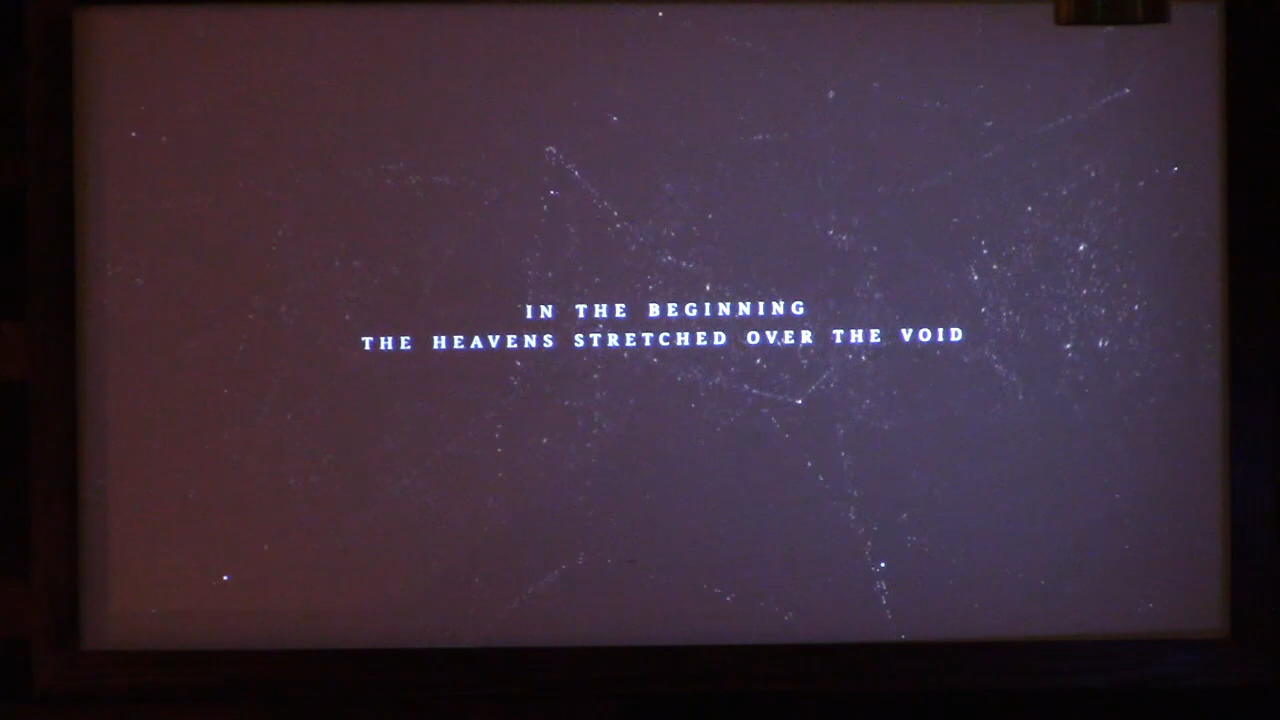 IN THE BEGINNING
THE HEAVENS STRETCHED OVER THE VOID